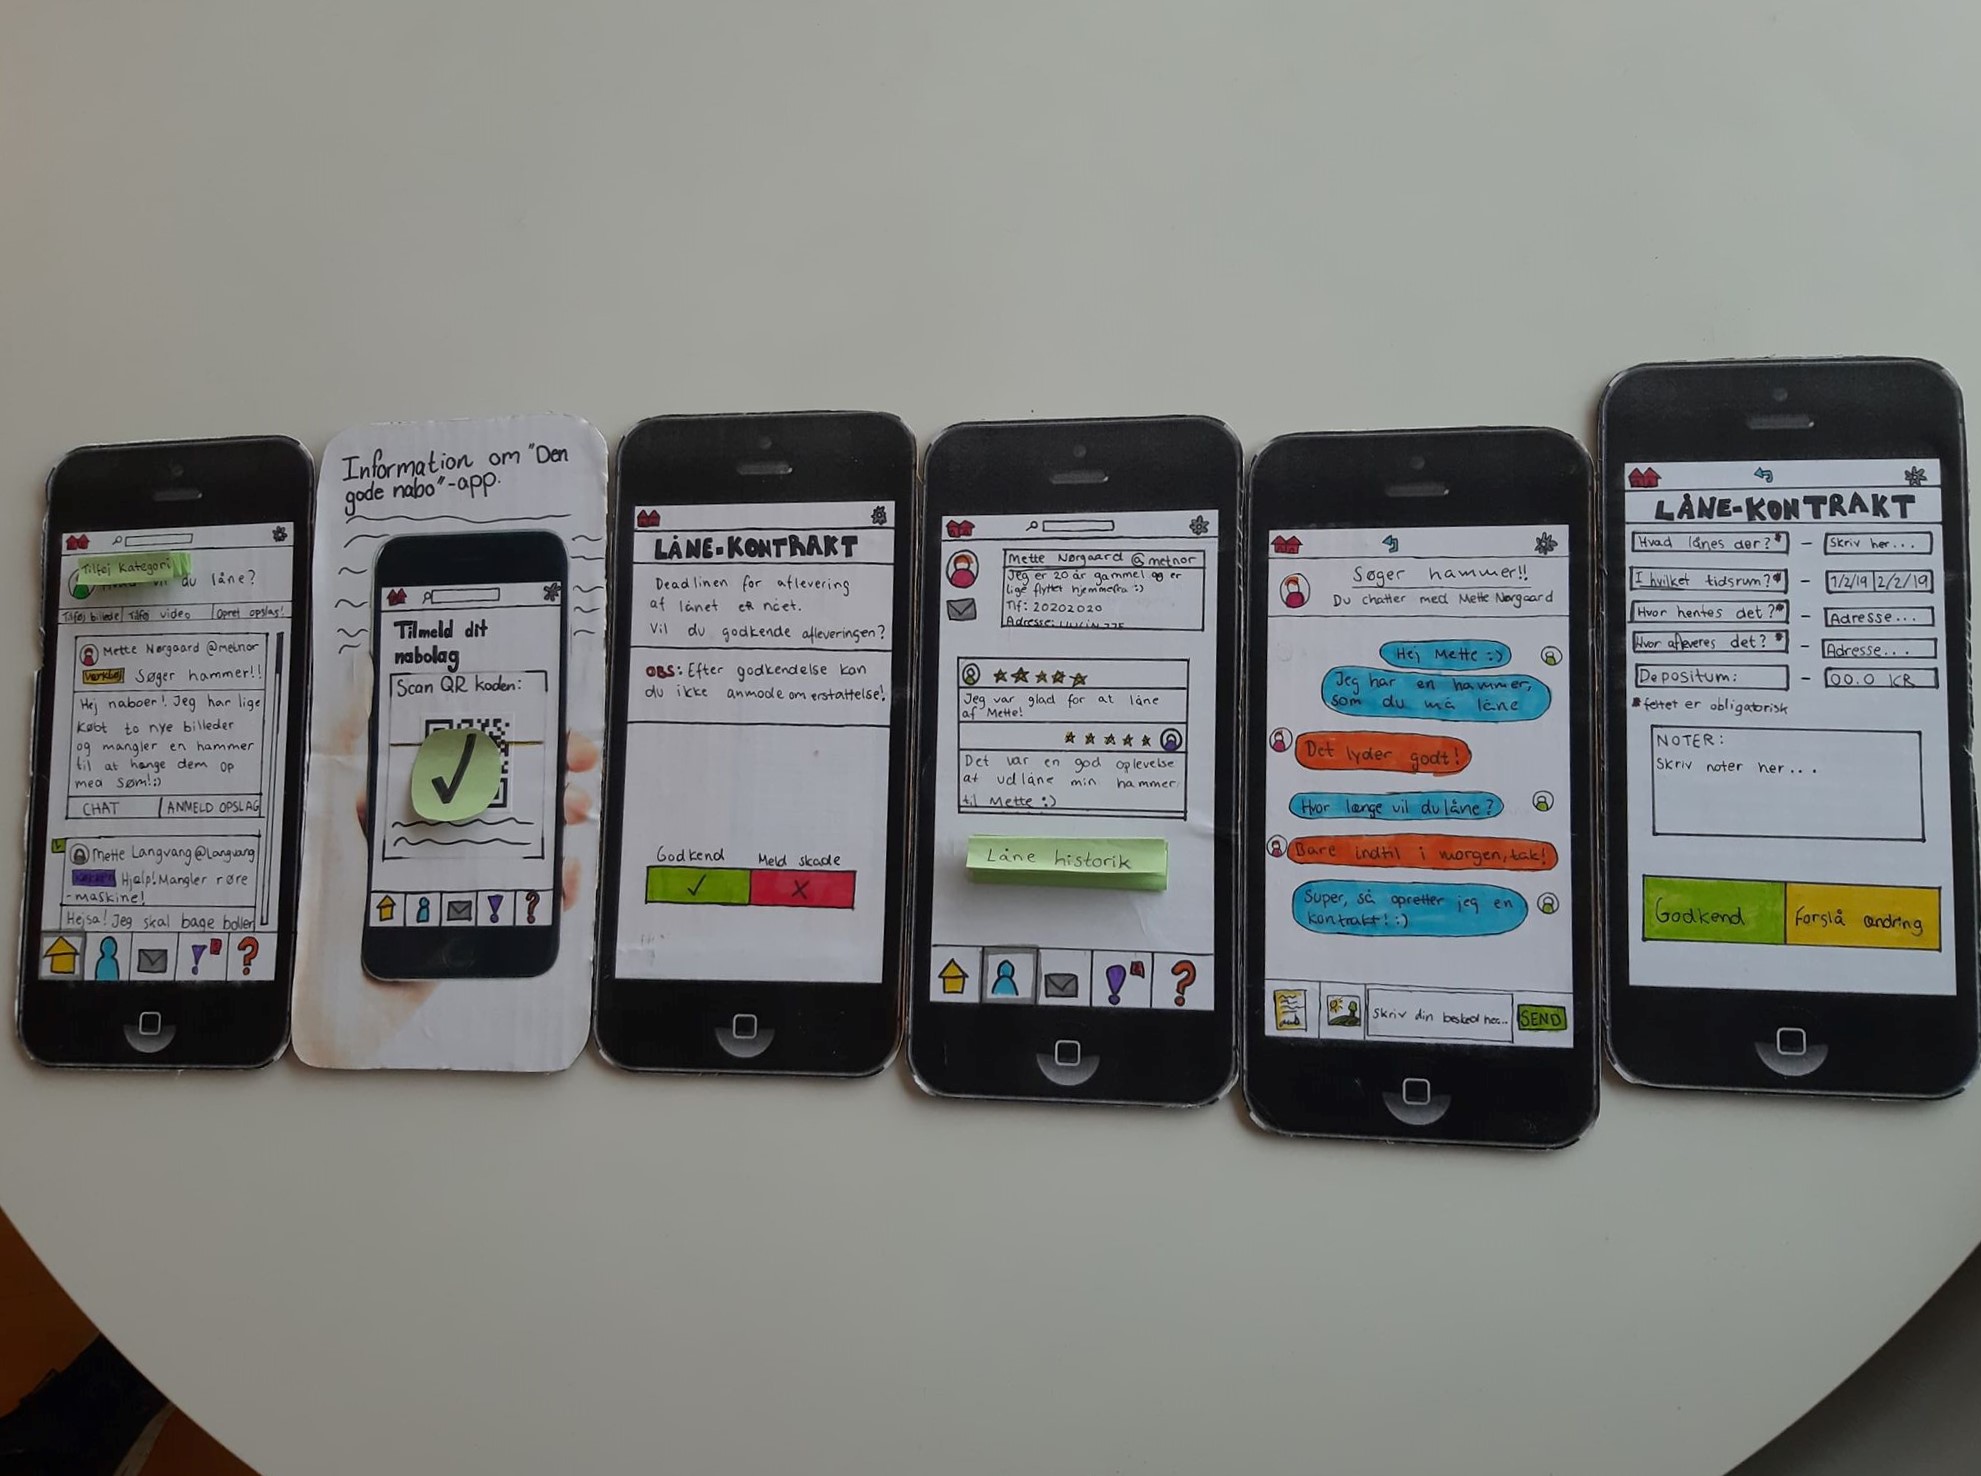 Tilføj kategori
du låne?
Tilføj billede
Tilføj video
Opret opslag!
Mette Nørgaard @metnor
Værktøj Søger hammer!!
Hej naboer! Jeg har lige
købt to nye billeder
og mangler en hammer
til at hænge dem op
med søm!:)
CHAT
ANMELD OPSLAG
Mette Langvang@langvang
Hjælp! Mangler røre
-maskine!
Hejsa! Jeg skal bage boller
Information om "Den
gode nabo"-app.
Tilmeld dit
nabolag
Scan QR koden:
LÅNE-KONTRAKT
Deadlinen for aflevering
af lånet er nået.
Vil du godkende afleveringen?
OBS: Efter godkendelse kan
du ikke anmode om erstattelse!
Godkend
Meld skade
Mette Nørgaard @metnor
Jeg er 20 år gammel og er
lige flyttet hjemmefra :)
Tlf: 20202020
Adresse:
Jeg var glad for at låne
af Mette!
Det var en god oplevelse
at udlåne min hammer
til Mette :)
Låne historik
Søger hammer!!
Du chatter med Mette Nørgaard
Hej Mette :)
Jeg har en hammer,
som du må låne
Det lyder godt!
Hvor længe vil du låne?
Bare indtil i morgen, tak!
Super, så opretter jeg en
kontrakt! :)
Skriv din besked her...
SEND
LÅNE-KONTRAKT
Hvad lånes der?* - Skriv her...
I hvilket tidsrum?* - 1/2/19 2/2/19
Hvor hentes det?* - Adresse...
Hvor afleveres det?* - Adresse...
Depositum: - 00.0 KR
*feltet er obligatorisk
NOTER:
Skriv noter her...
Godkend
Forslå ændring